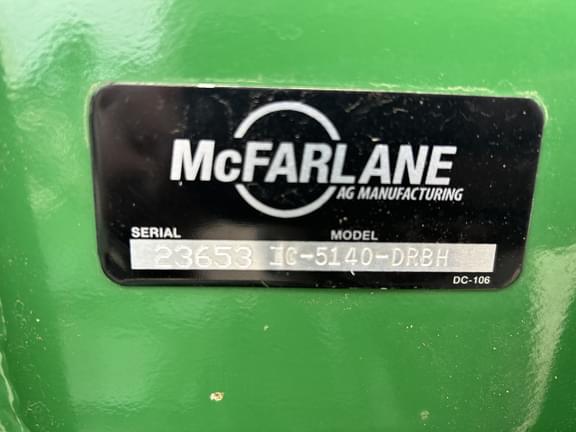 McFARLANE
AG MANUFACTURING
SERIAL MODEL
23653 IC-5140-DRBH
DC-106